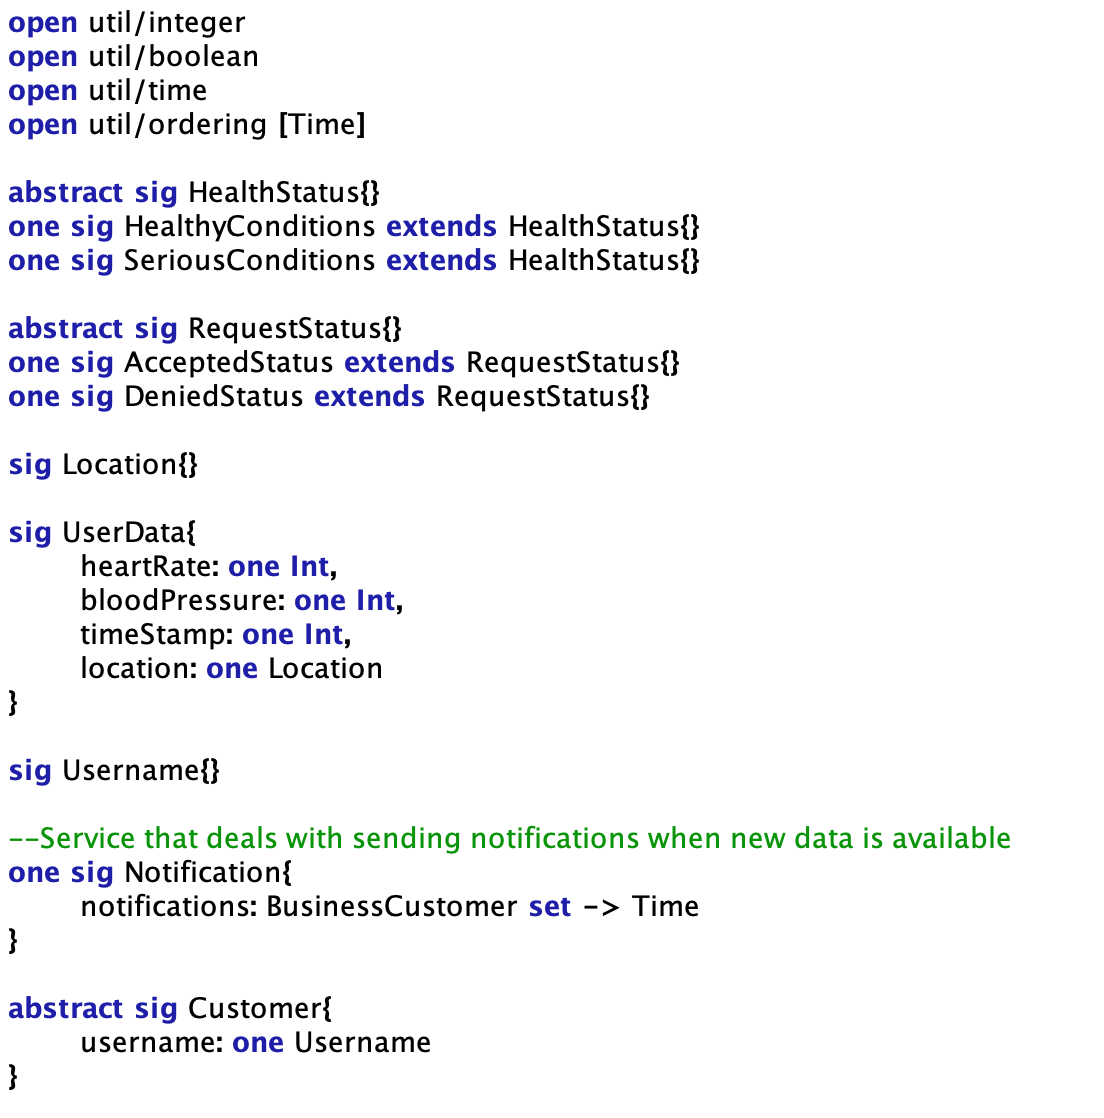 open util/integer
open util/boolean
open util/time
open util/ordering [Time]
abstract sig HealthStatus{}
one sig HealthyConditions extends HealthStatus{}
one sig SeriousConditions extends HealthStatus{}
abstract sig RequestStatus{}
one sig AcceptedStatus extends RequestStatus{}
one sig DeniedStatus extends RequestStatus{}
sig Location{}
sig UserData{
heartRate: one Int,
bloodPressure: one Int,
timeStamp: one Int,
location: one Location
}
sig Username{}
--Service that deals with sending notifications when new data is available
one sig Notification{
notifications: BusinessCustomer set -> Time
}
abstract sig Customer{
username: one Username
}